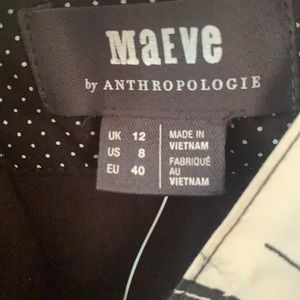 MaEVe
by ANTHROPOLOGIE
UK 12
US 8
EU 40
MADE IN
VIETNAM
FABRIQUÉ
AU
VIETNAM